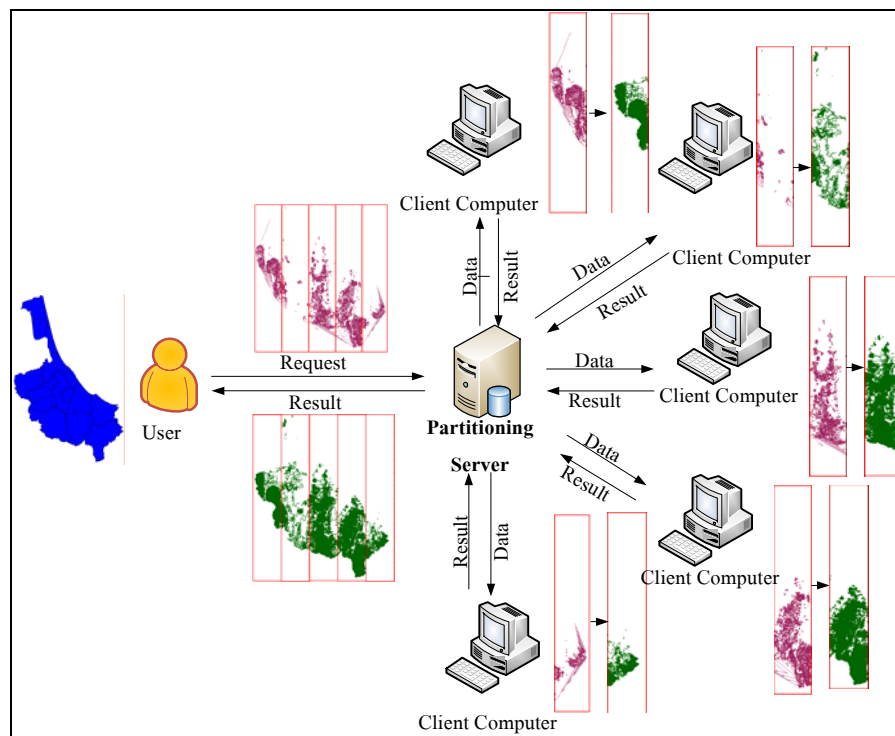 Client Computer
Data
Result
Data
Result
Client Computer
Request
Result
User
Partitioning
Server
Data
Result
Client Computer
Data
Result
Client Computer
Result
Data
Client Computer